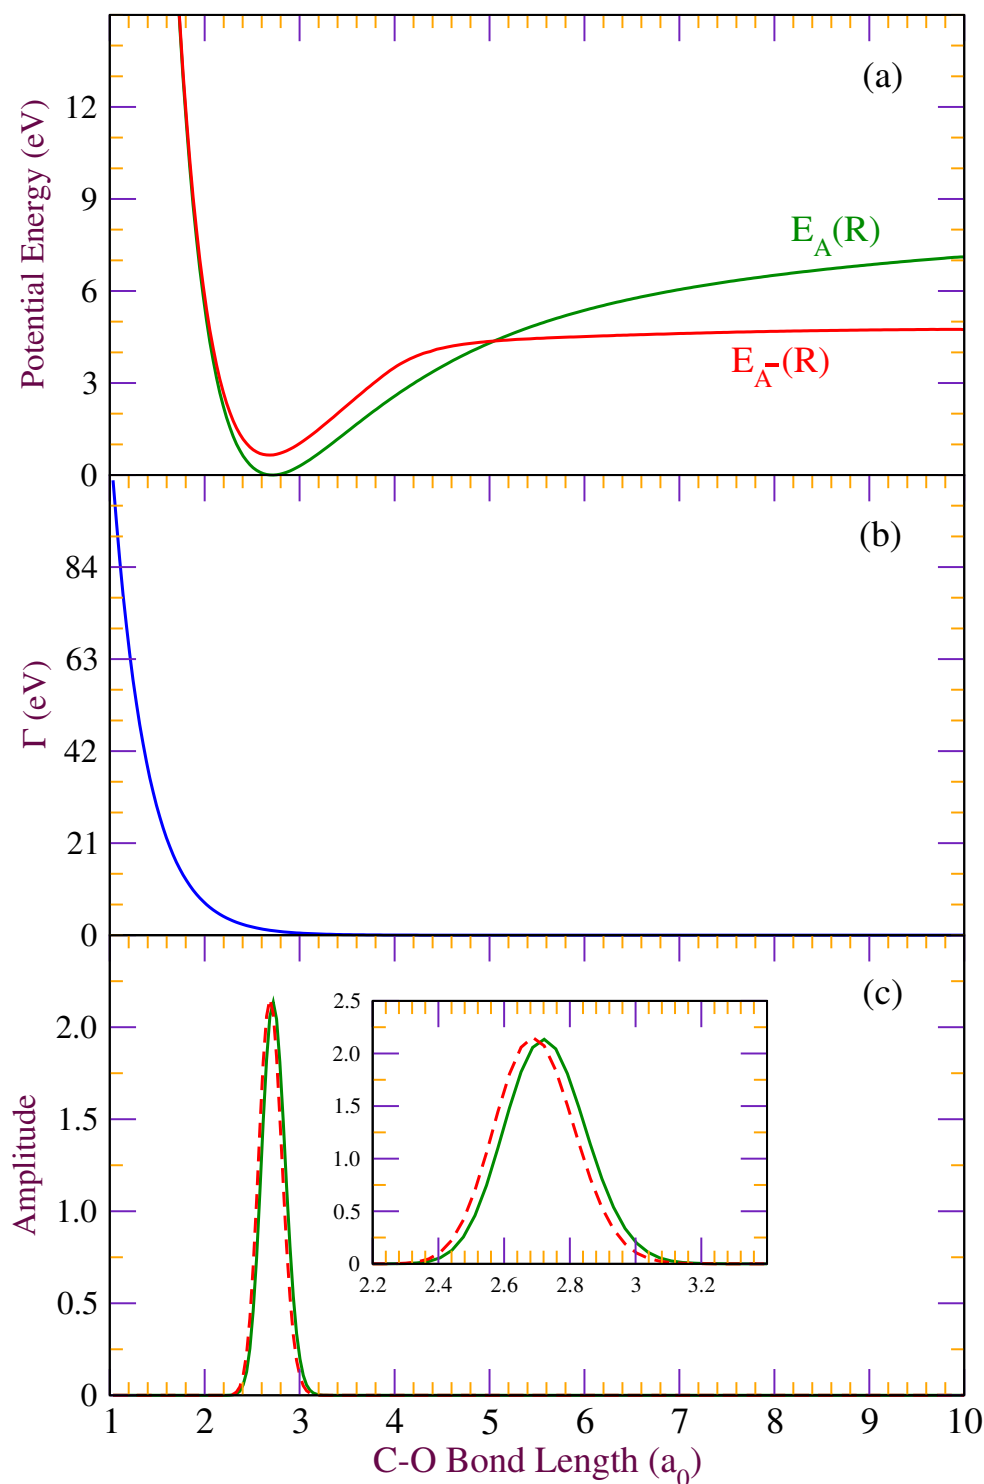 (a)
12
9
6
3
0
Potential Energy (eV)
E_A(R)
E_A-(R)
(b)
84
63
42
21
0
Γ (eV)
(c)
2.0
1.5
1.0
0.5
0
Amplitude
2.5
2.0
1.5
1.0
0.5
0
2.2 2.4 2.6 2.8 3 3.2
1 2 3 4 5 6 7 8 9 10
C-O Bond Length (a_0)